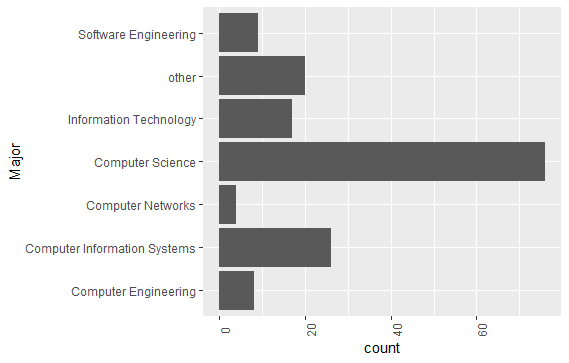 Software Engineering
other
Information Technology
Computer Science
Computer Networks
Computer Information Systems
Computer Engineering
Major
0
20
40
60
count